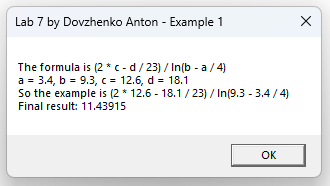 Lab 7 by Dovzhenko Anton - Example 1
The formula is (2 * c - d / 23) / ln(b - a / 4)
a = 3.4, b = 9.3, c = 12.6, d = 18.1
So the example is (2 * 12.6 - 18.1 / 23) / ln(9.3 - 3.4 / 4)
Final result: 11.43915
OK